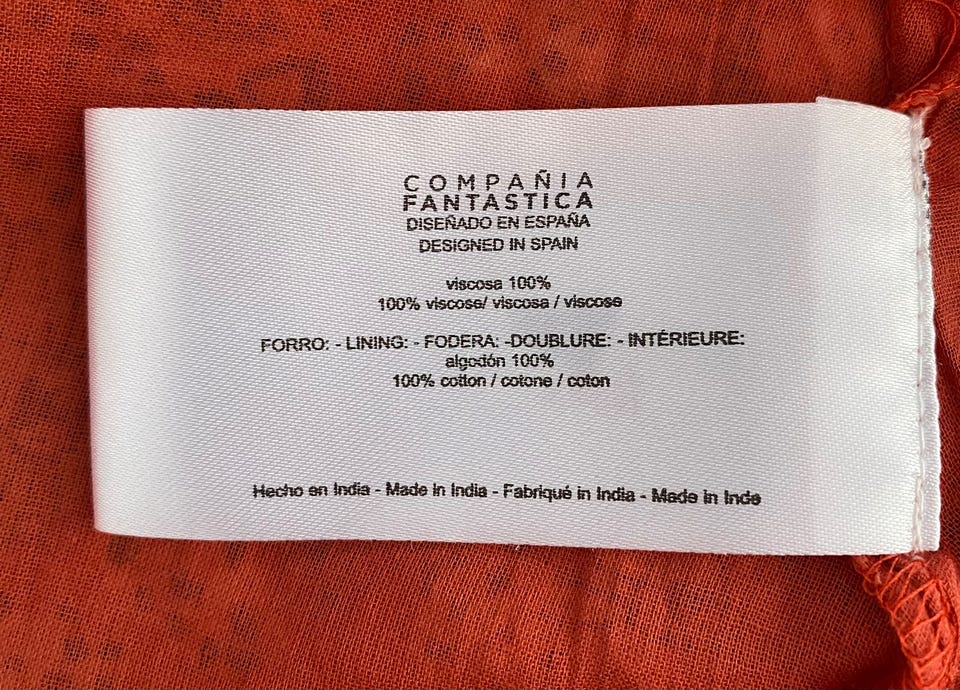 COMPAÑIA
FANTASTICA
DISEÑADO EN ESPAÑA
DESIGNED IN SPAIN
viscosa 100%
100% viscose/ viscosa / viscose
FORRO: - LINING: - FODERA: -DOUBLURE: - INTÉRIEURE:
algodón 100%
100% cotton / cotone / coton
Hecho en India - Made in India - Fabriqué in India - Made in Inde